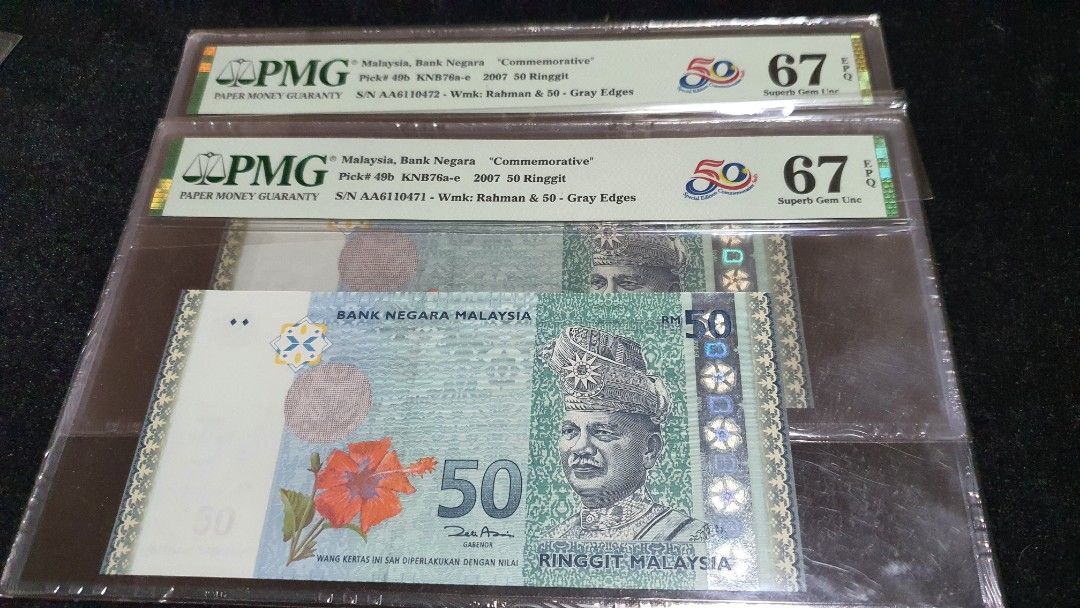 PMG® Malaysia, Bank Negara "Commemorative"
Pick# 49b KNB76a-e 2007 50 Ringgit
PAPER MONEY GUARANTY S/N AA6110472 - Wmk: Rahman & 50 - Gray Edges
50
67
EPQ
Superb Gem Unc
PMG® Malaysia, Bank Negara "Commemorative"
Pick# 49b KNB76a-e 2007 50 Ringgit
PAPER MONEY GUARANTY S/N AA6110471 - Wmk: Rahman & 50 - Gray Edges
50
67
EPQ
Superb Gem Unc
BANK NEGARA MALAYSIA
RM50
50
GABENOR
WANG KERTAS INI SAH DIPERLAKUKAN DENGAN NILAI
RINGGIT MALAYSIA
50